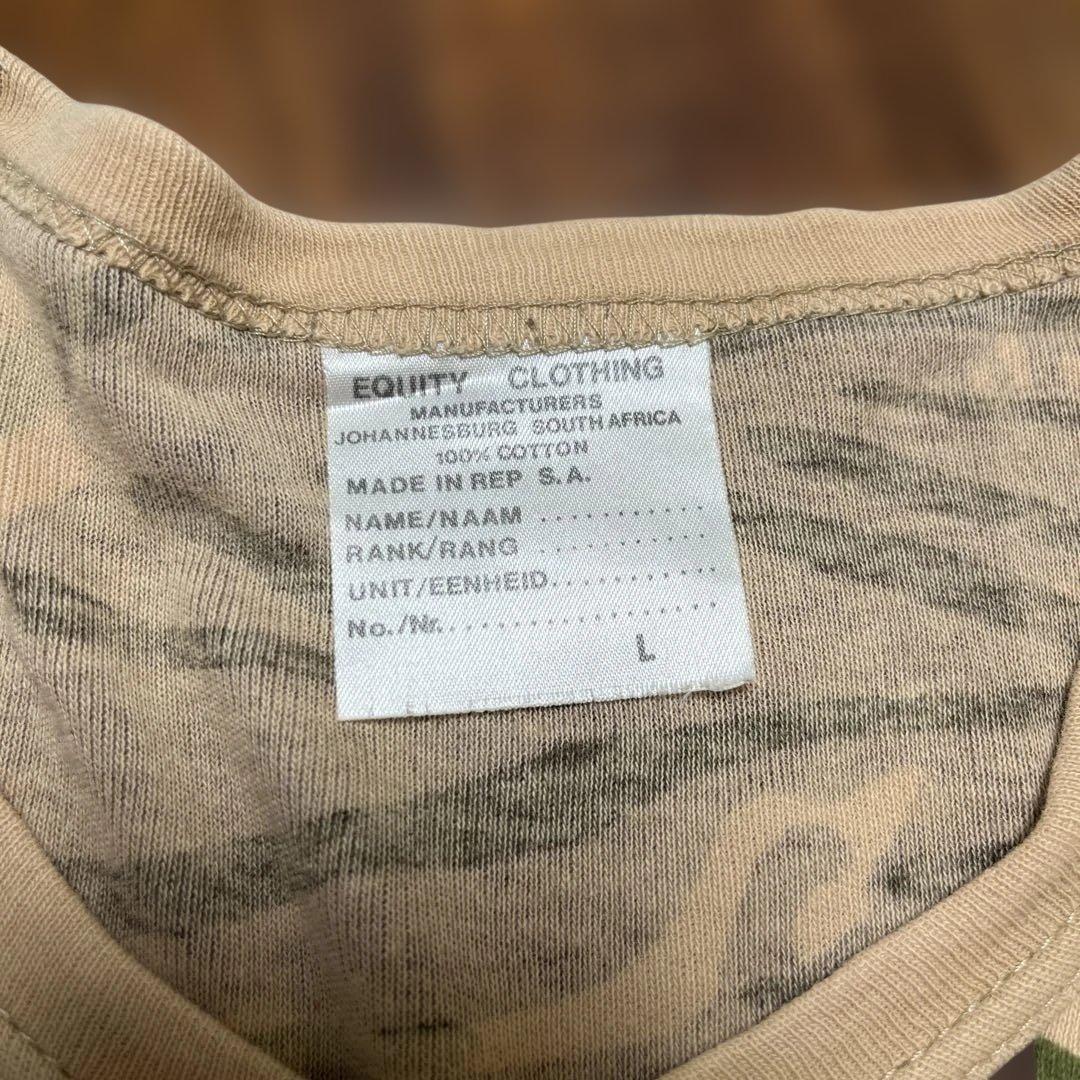 EQUITY CLOTHING
MANUFACTURERS
JOHANNESBURG SOUTH AFRICA
100% COTTON
MADE IN REP S.A.
NAME/NAAM ...........
RANK/RANG ...........
UNIT/EENHEID...........
No./Nr..............
L